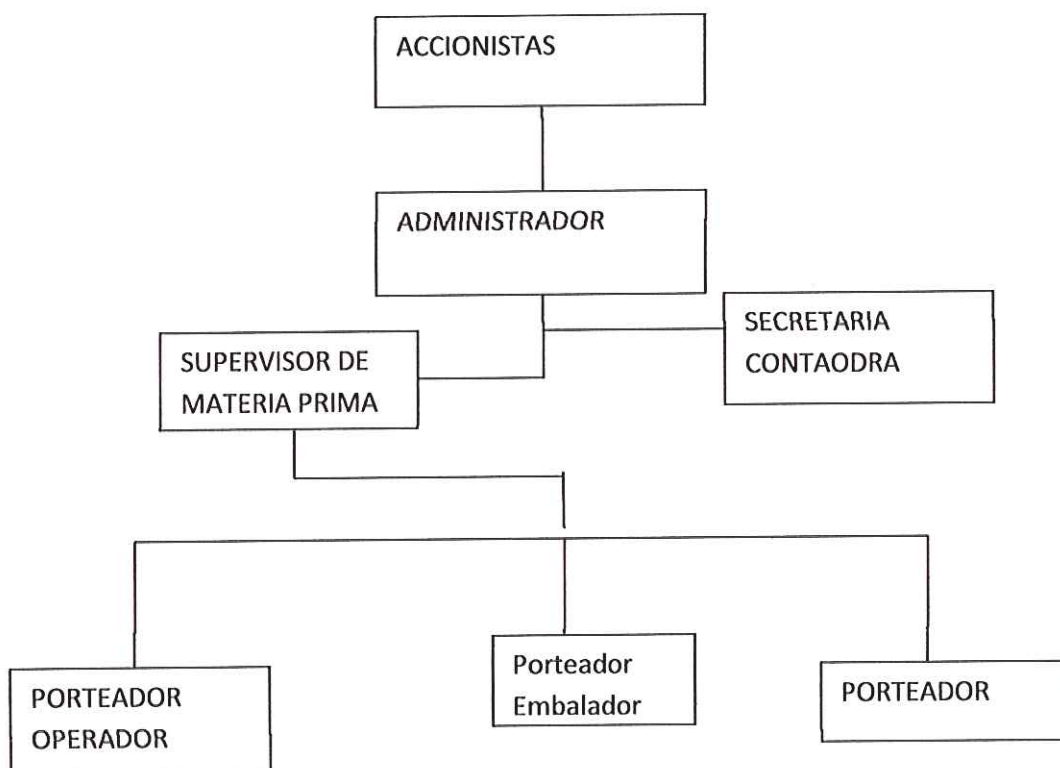 ACCIONISTAS
ADMINISTRADOR
SECRETARIA
CONTAODRA
SUPERVISOR DE
MATERIA PRIMA
PORTEADOR
OPERADOR
Porteador
Embalador
PORTEADOR